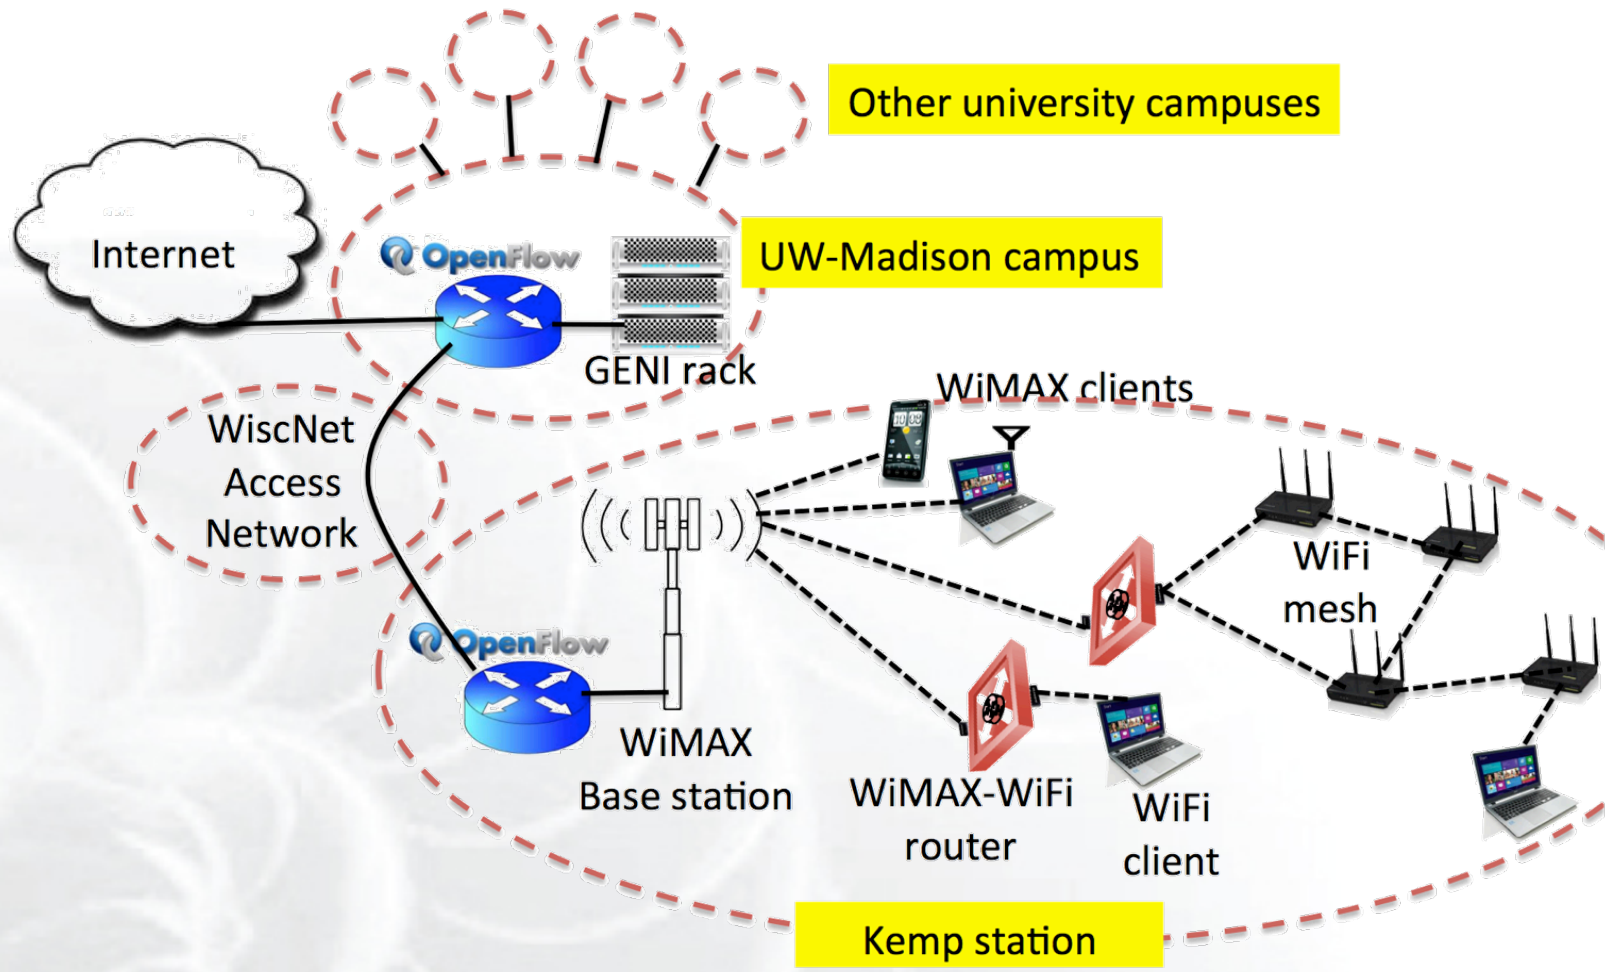 Other university campuses
Internet
OpenFlow
UW-Madison campus
GENI rack
WiMAX clients
WiscNet
Access
Network
WiFi
mesh
OpenFlow
WiMAX
Base station
WiMAX-WiFi
router
WiFi
client
Kemp station